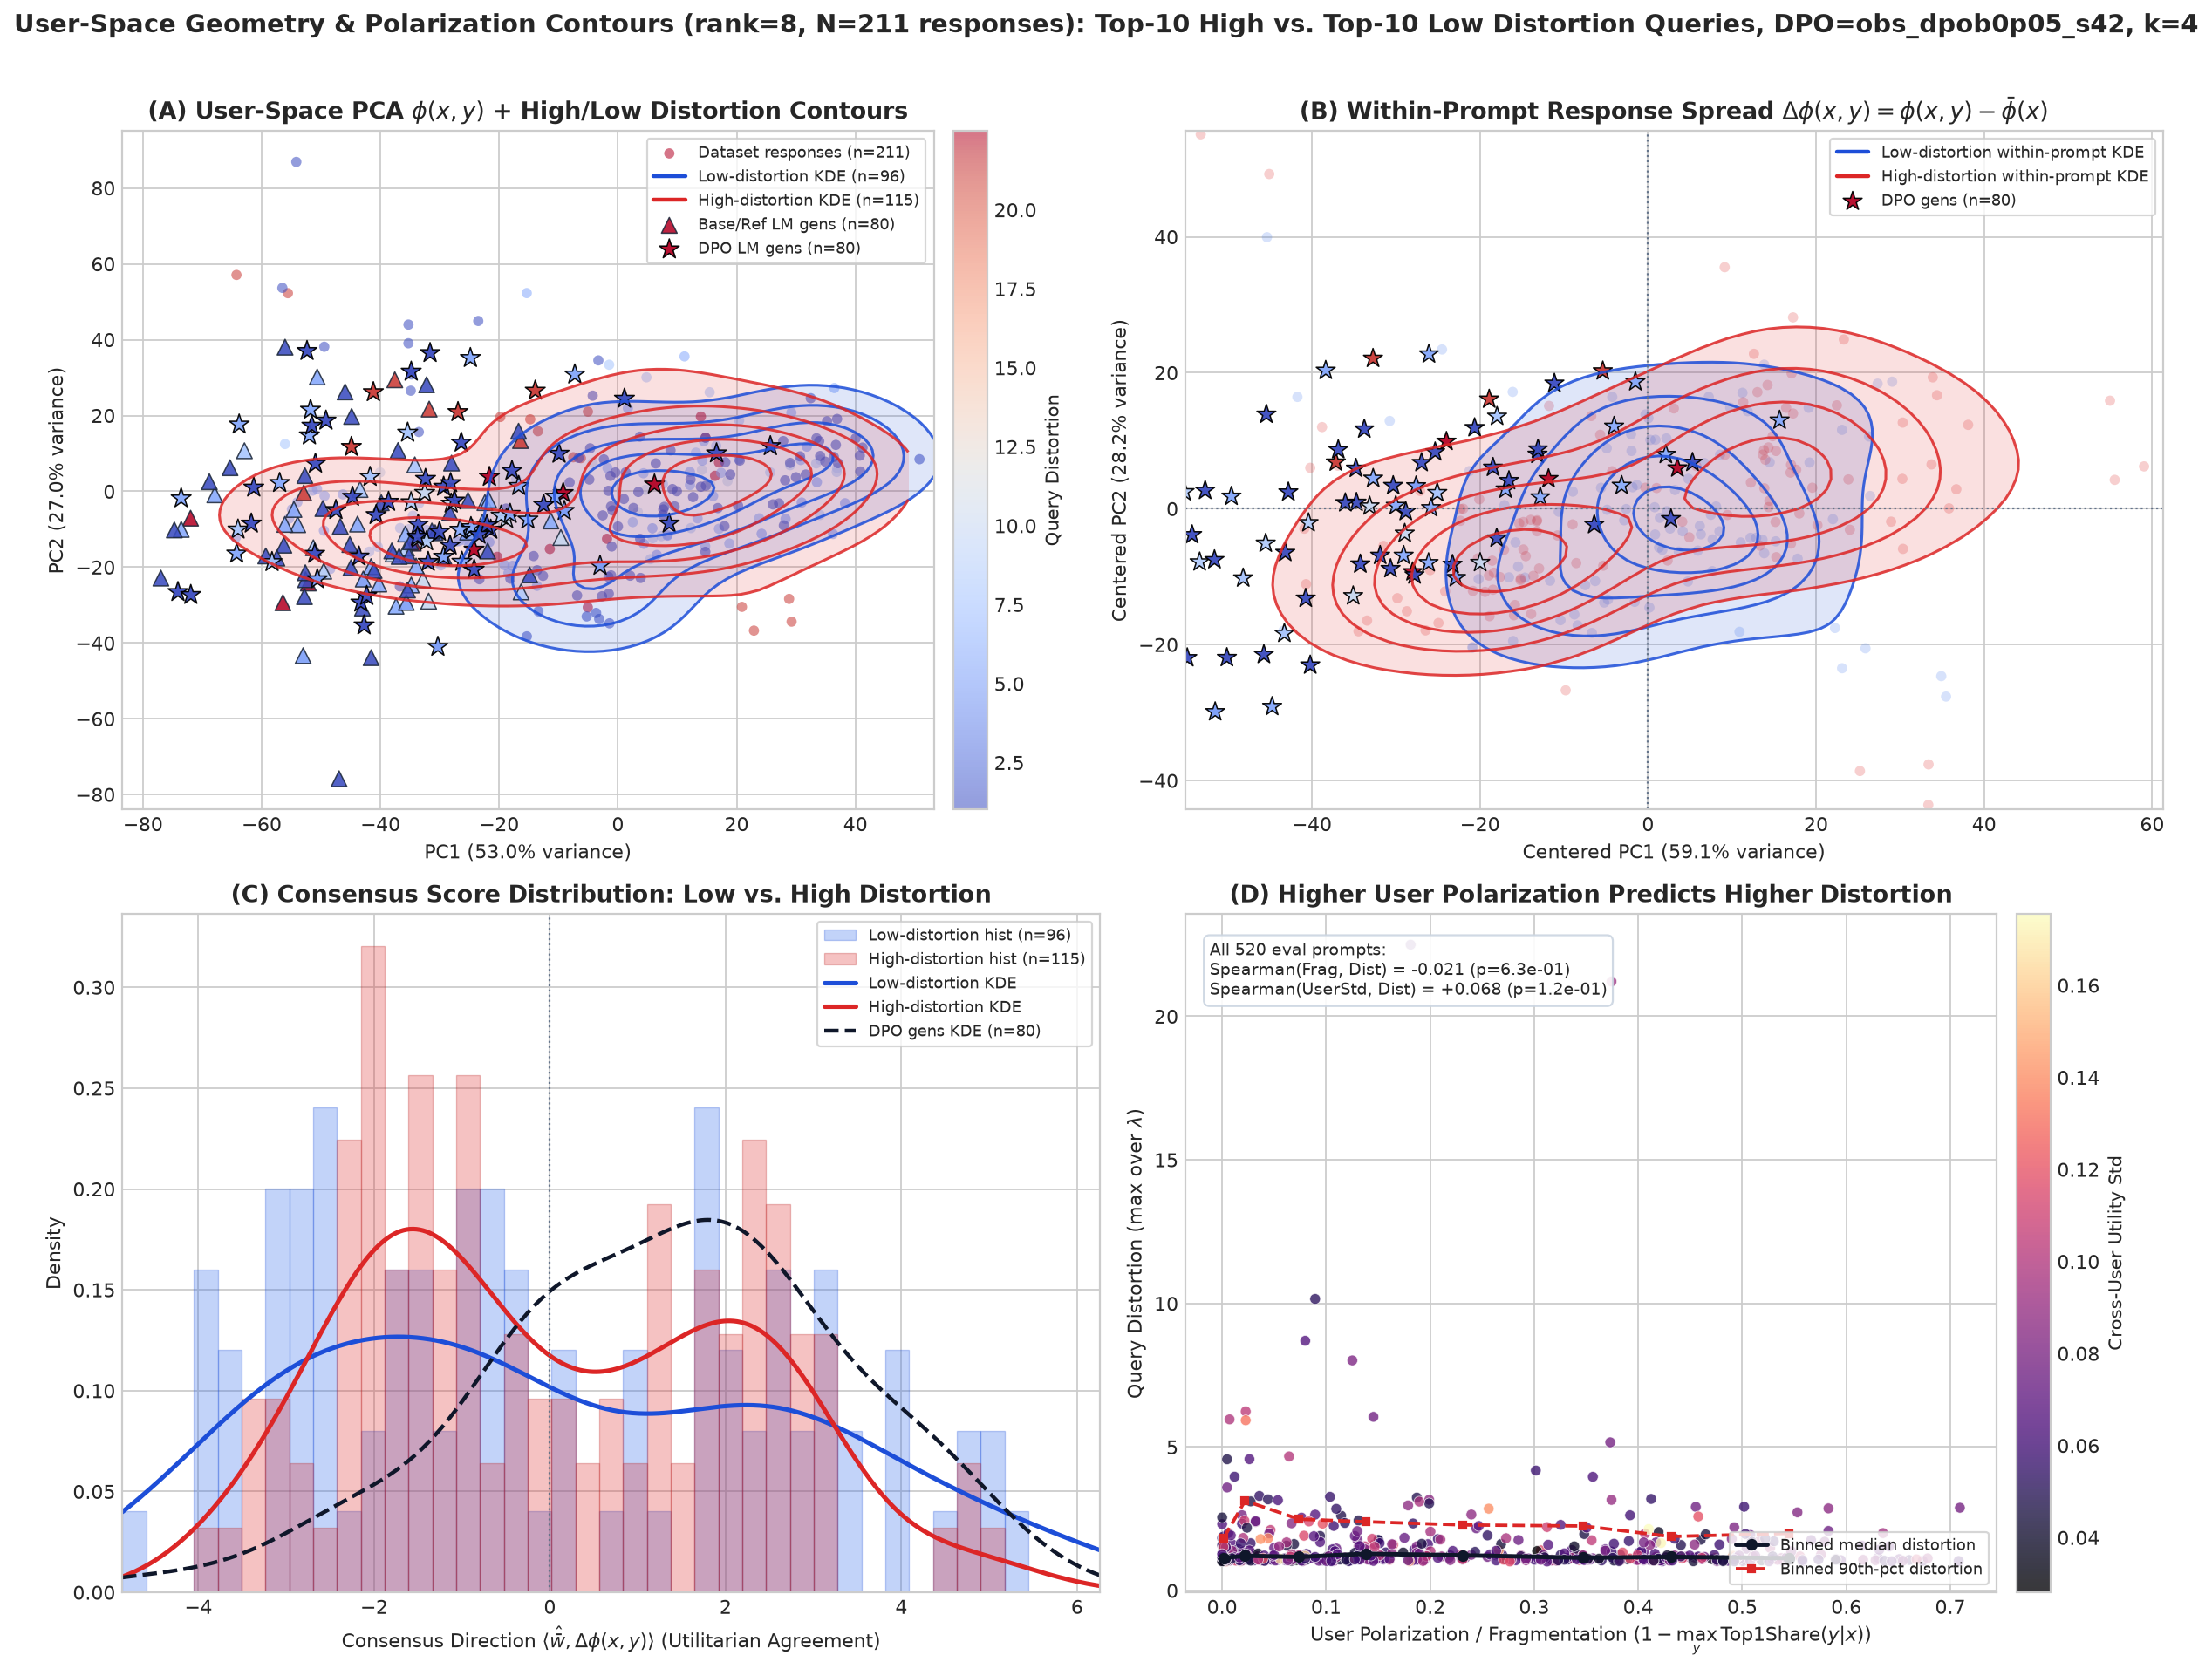 User-Space Geometry & Polarization Contours (rank=8, N=211 responses): Top-10 High vs. Top-10 Low Distortion Queries, DPO=obs_dpob0p05_s42, k=4
(A) User-Space PCA ϕ(x, y) + High/Low Distortion Contours
Dataset responses (n=211)
Low-distortion KDE (n=96)
High-distortion KDE (n=115)
Base/Ref LM gens (n=80)
DPO LM gens (n=80)
80
60
40
20
0
−20
−40
−60
−80
PC2 (27.0% variance)
−80 −60 −40 −20 0 20 40
PC1 (53.0% variance)
20.0
17.5
15.0
12.5
10.0
7.5
5.0
2.5
Query Distortion
(B) Within-Prompt Response Spread Δϕ(x, y) = ϕ(x, y) − ϕ̄(x)
Low-distortion within-prompt KDE
High-distortion within-prompt KDE
DPO gens (n=80)
40
20
0
−20
−40
Centered PC2 (28.2% variance)
−40 −20 0 20 40 60
Centered PC1 (59.1% variance)
(C) Consensus Score Distribution: Low vs. High Distortion
Low-distortion hist (n=96)
High-distortion hist (n=115)
Low-distortion KDE
High-distortion KDE
DPO gens KDE (n=80)
0.30
0.25
0.20
0.15
0.10
0.05
0.00
Density
−4 −2 0 2 4 6
Consensus Direction ⟨w̄̂, Δϕ(x, y)⟩ (Utilitarian Agreement)
(D) Higher User Polarization Predicts Higher Distortion
All 520 eval prompts:
Spearman(Frag, Dist) = -0.021 (p=6.3e-01)
Spearman(UserStd, Dist) = +0.068 (p=1.2e-01)
20
15
10
5
0
Query Distortion (max over λ)
Binned median distortion
Binned 90th-pct distortion
0.0 0.1 0.2 0.3 0.4 0.5 0.6 0.7
User Polarization / Fragmentation (1 − max_y Top1Share(y|x))
0.16
0.14
0.12
0.10
0.08
0.06
0.04
Cross-User Utility Std